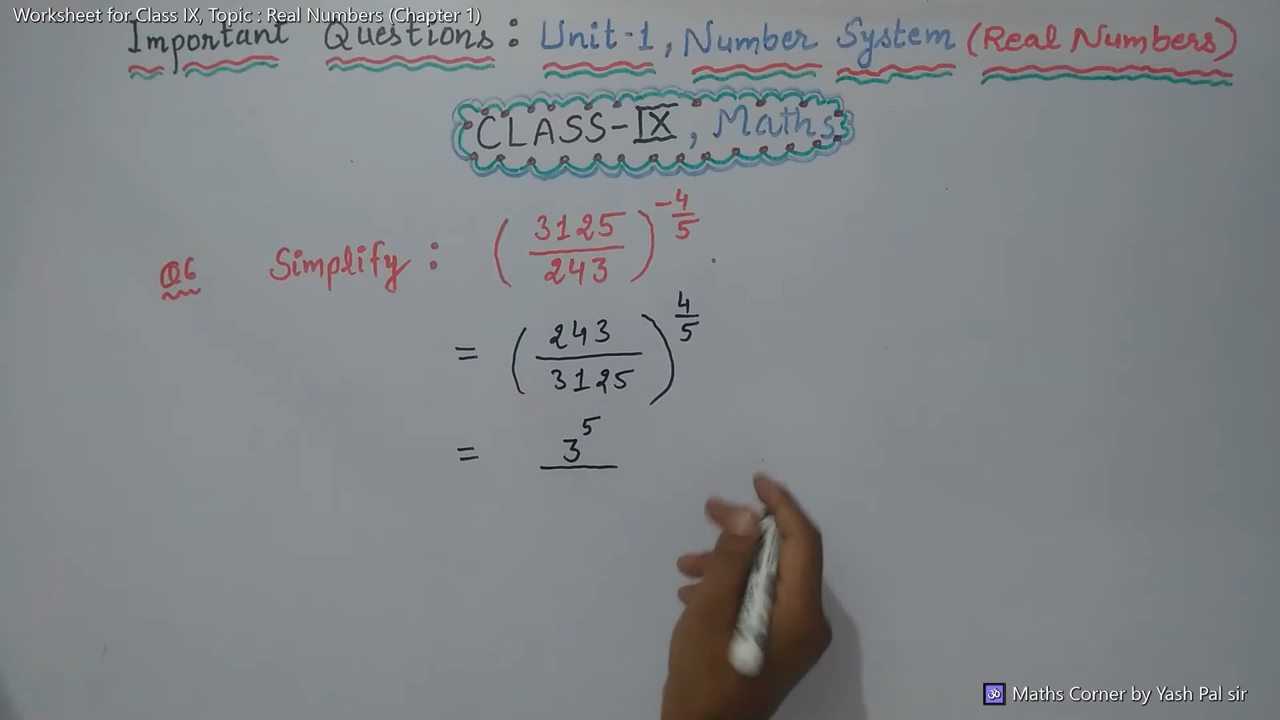 Worksheet for Class IX, Topic : Real Numbers (Chapter 1)
Important Questions : Unit-1, Number System (Real Numbers)
CLASS-IX, Maths
Q6 Simplify : (3125/243)^(-4/5)
= (243/3125)^(4/5)
= 3^5
Maths Corner by Yash Pal sir